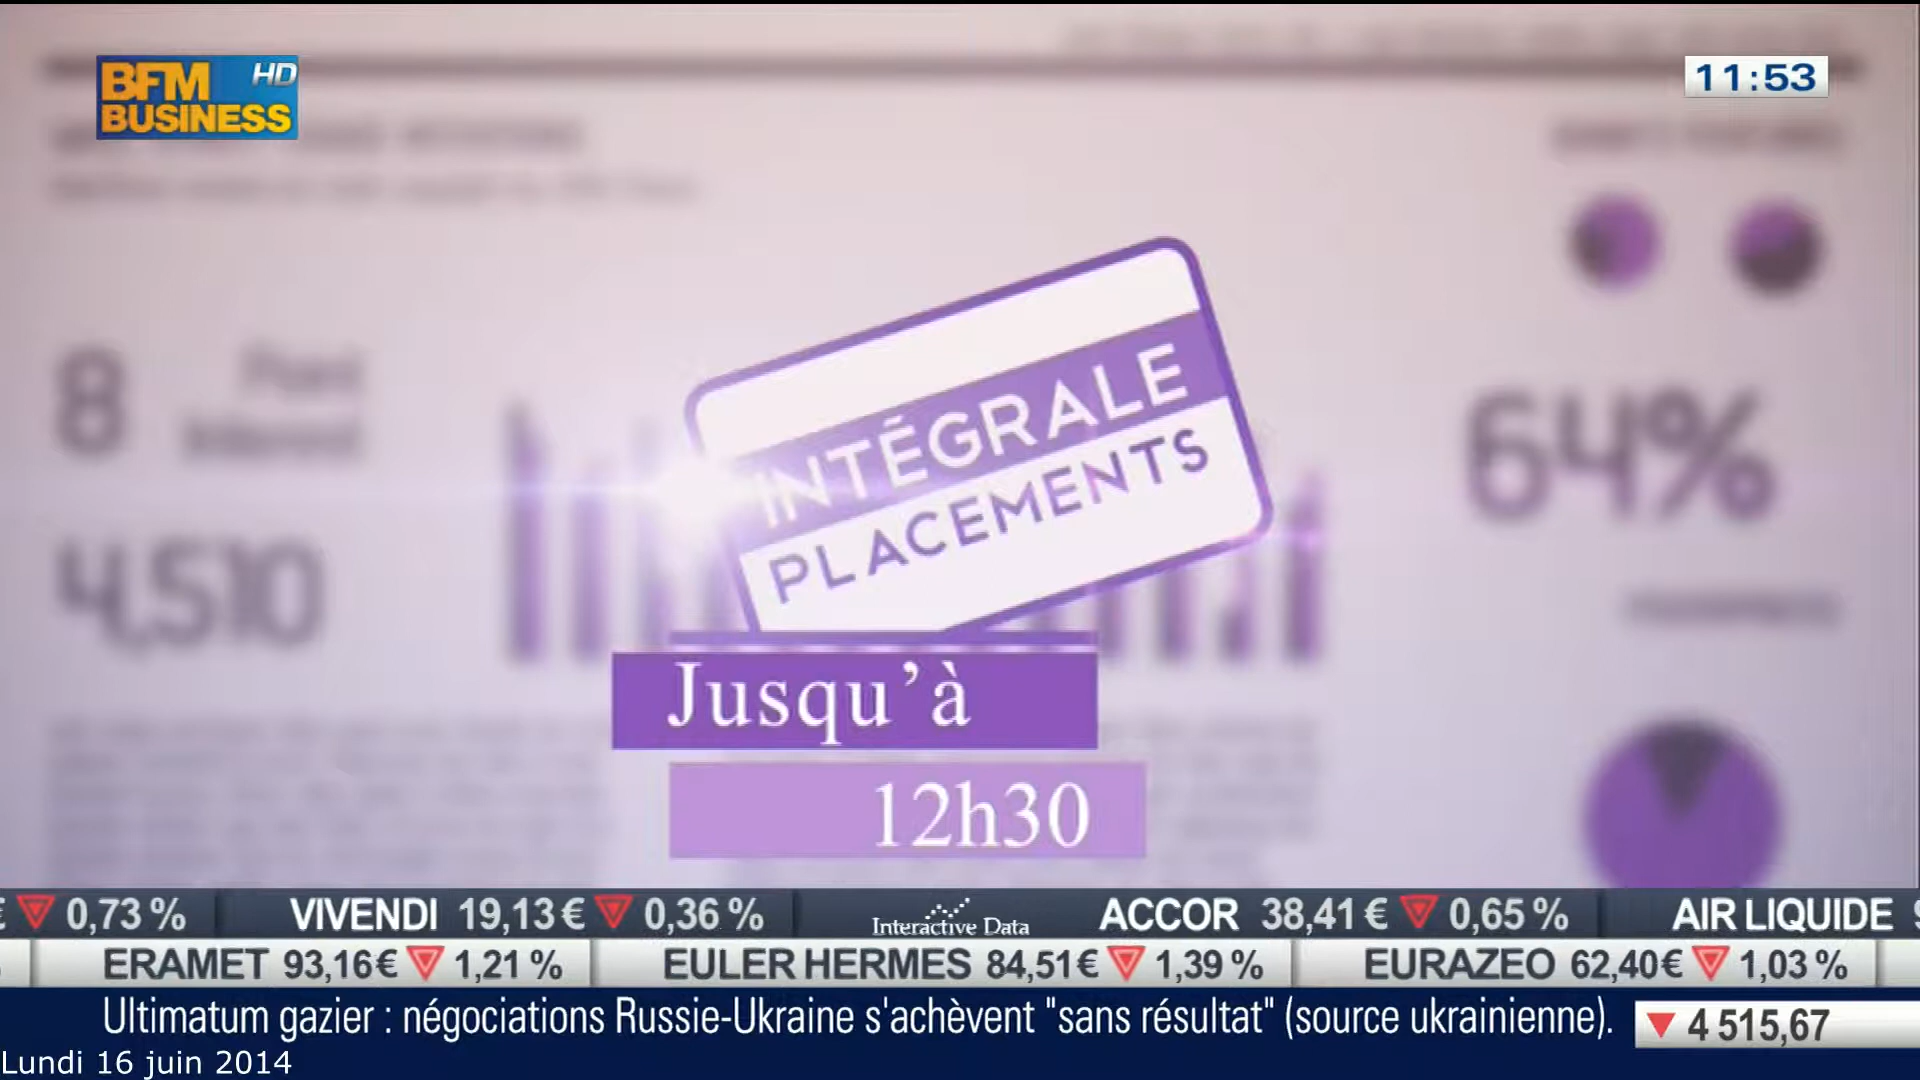 BFM HD
BUSINESS
11:53
8
Point
4,510
64%
INTÉGRALE
PLACEMENTS
Jusqu’à
12h30
€ 0,73 % VIVENDI 19,13 € 0,36 % Interactive Data ACCOR 38,41 € 0,65 % AIR LIQUIDE
ERAMET 93,16€ 1,21 % EULER HERMES 84,51€ 1,39 % EURAZEO 62,40€ 1,03 %
Ultimatum gazier : négociations Russie-Ukraine s'achèvent "sans résultat" (source ukrainienne).
4 515,67
Lundi 16 juin 2014